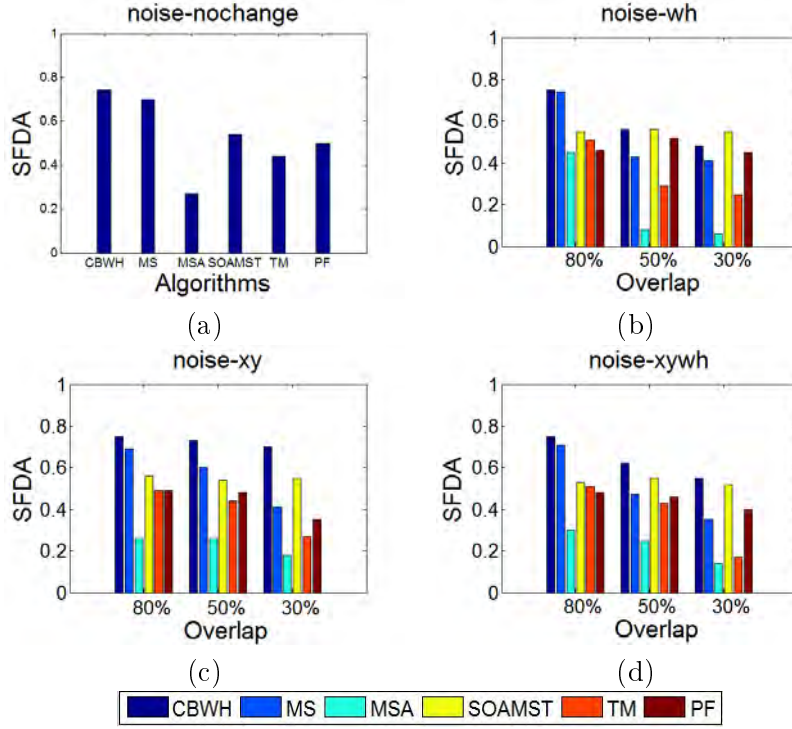 noise-nochange
1
0.8
0.6
0.4
0.2
0
SFDA
CBWH MS MSA SOAMST TM PF
Algorithms
(a)
noise-wh
1
0.8
0.6
0.4
0.2
0
SFDA
80% 50% 30%
Overlap
(b)
noise-xy
1
0.8
0.6
0.4
0.2
0
SFDA
80% 50% 30%
Overlap
(c)
noise-xywh
1
0.8
0.6
0.4
0.2
0
SFDA
80% 50% 30%
Overlap
(d)
CBWH MS MSA SOAMST TM PF